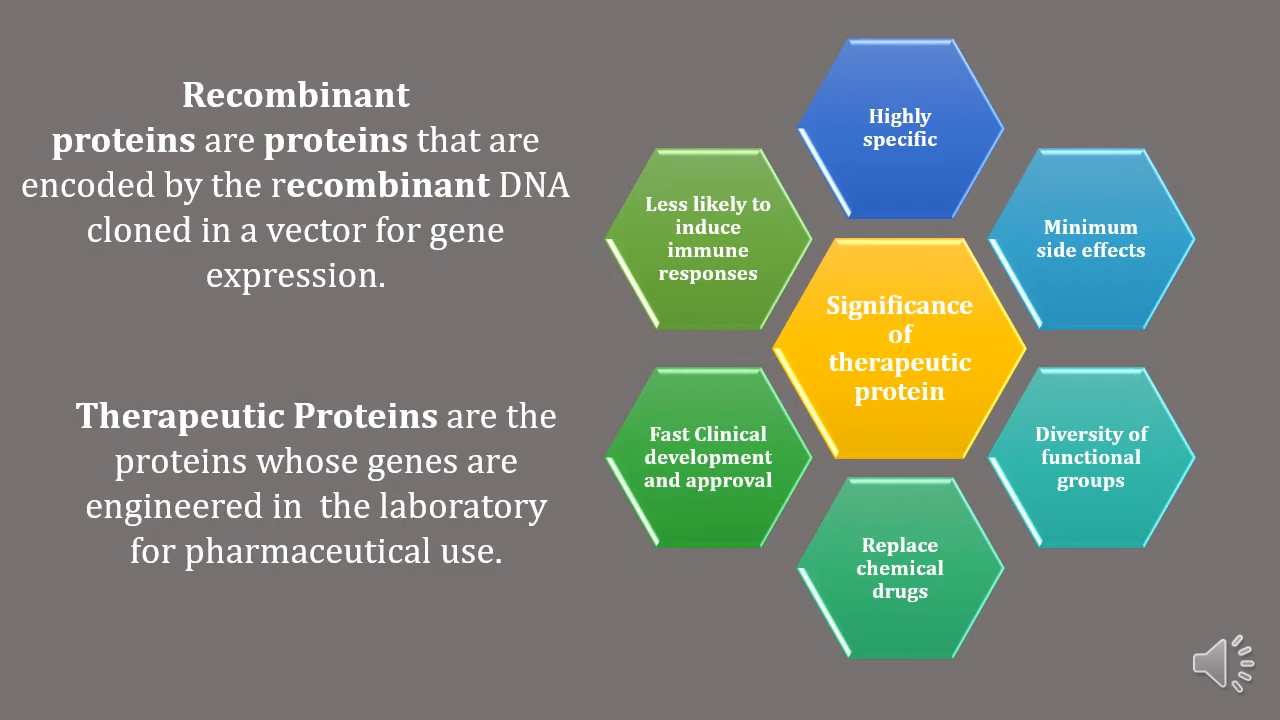 Recombinant
proteins are proteins that are
encoded by the recombinant DNA
cloned in a vector for gene
expression.
Therapeutic Proteins are the
proteins whose genes are
engineered in  the laboratory
for pharmaceutical use.
Highly
specific
Minimum
side effects
Diversity of
functional
groups
Replace
chemical
drugs
Fast Clinical
development
and approval
Less likely to
induce
immune
responses
Significance
of
therapeutic
protein